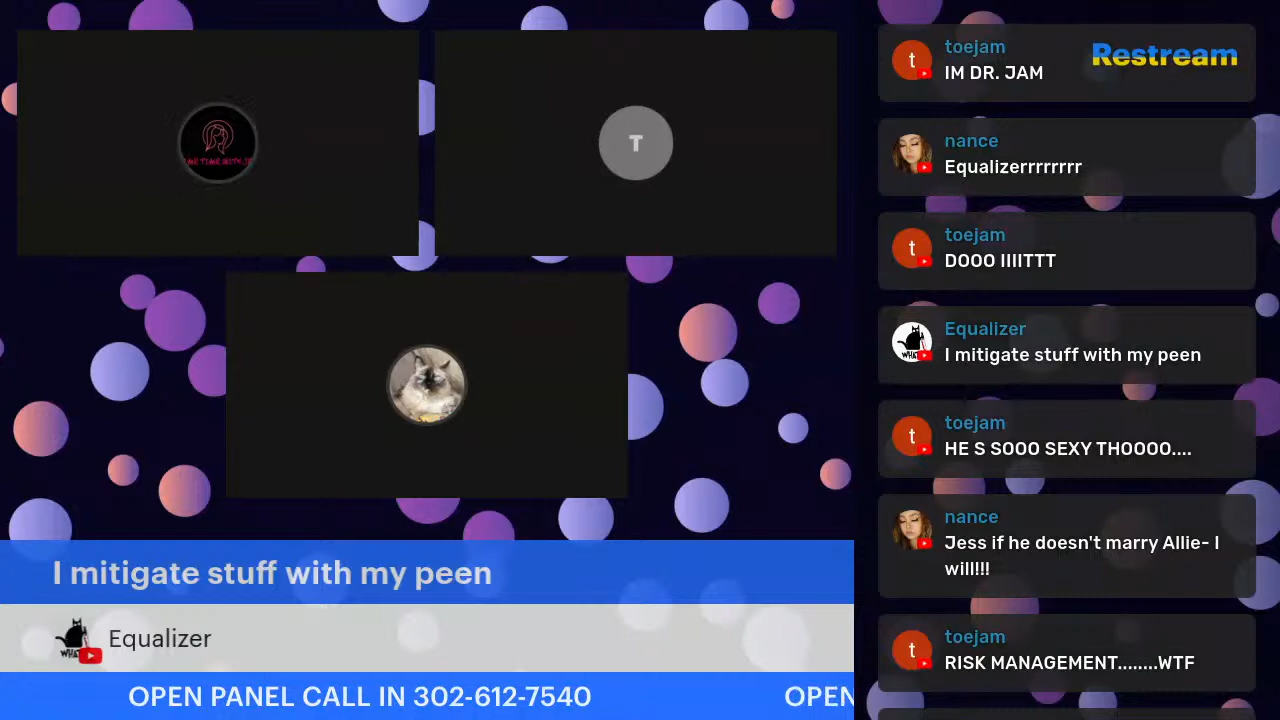 T
I mitigate stuff with my peen
Equalizer
OPEN PANEL CALL IN 302-612-7540
OPEN
Restream
t
toejam
IM DR. JAM
nance
Equalizerrrrrrrr
t
toejam
DOOO IIIITTT
Equalizer
I mitigate stuff with my peen
t
toejam
HE S SOOO SEXY THOOOO....
nance
Jess if he doesn't marry Allie- I
will!!!
t
toejam
RISK MANAGEMENT........WTF